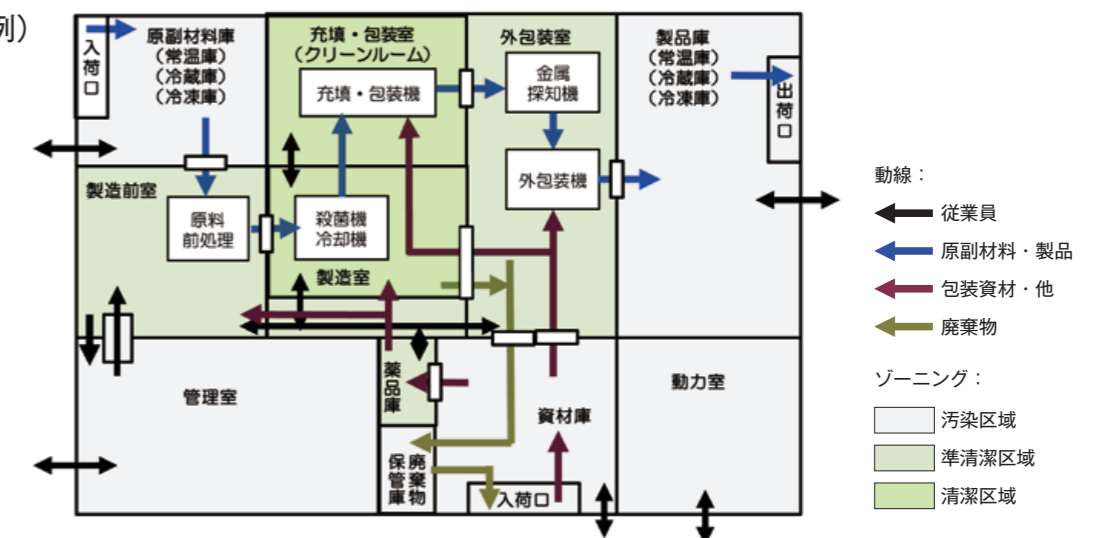 例）
入荷口
原副材料庫
（常温庫）
（冷蔵庫）
（冷凍庫）
充填・包装室
（クリーンルーム）
充填・包装機
外包装室
金属
探知機
外包装機
製品庫
（常温庫）
（冷蔵庫）
（冷凍庫）
出荷口
製造前室
原料
前処理
殺菌機
冷却機
製造室
管理室
薬品庫
廃棄物
保管庫
資材庫
入荷口
動力室
動線：
従業員
原副材料・製品
包装資材・他
廃棄物
ゾーニング：
汚染区域
準清潔区域
清潔区域